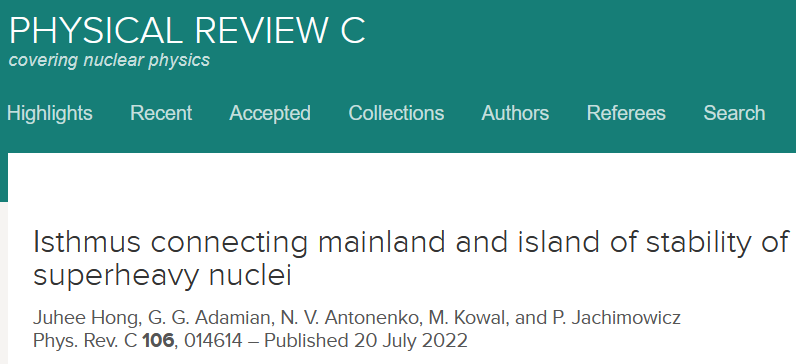 PHYSICAL REVIEW C
covering nuclear physics
Highlights Recent Accepted Collections Authors Referees Search
Isthmus connecting mainland and island of stability of
superheavy nuclei
Juhee Hong, G. G. Adamian, N. V. Antonenko, M. Kowal, and P. Jachimowicz
Phys. Rev. C 106, 014614 – Published 20 July 2022